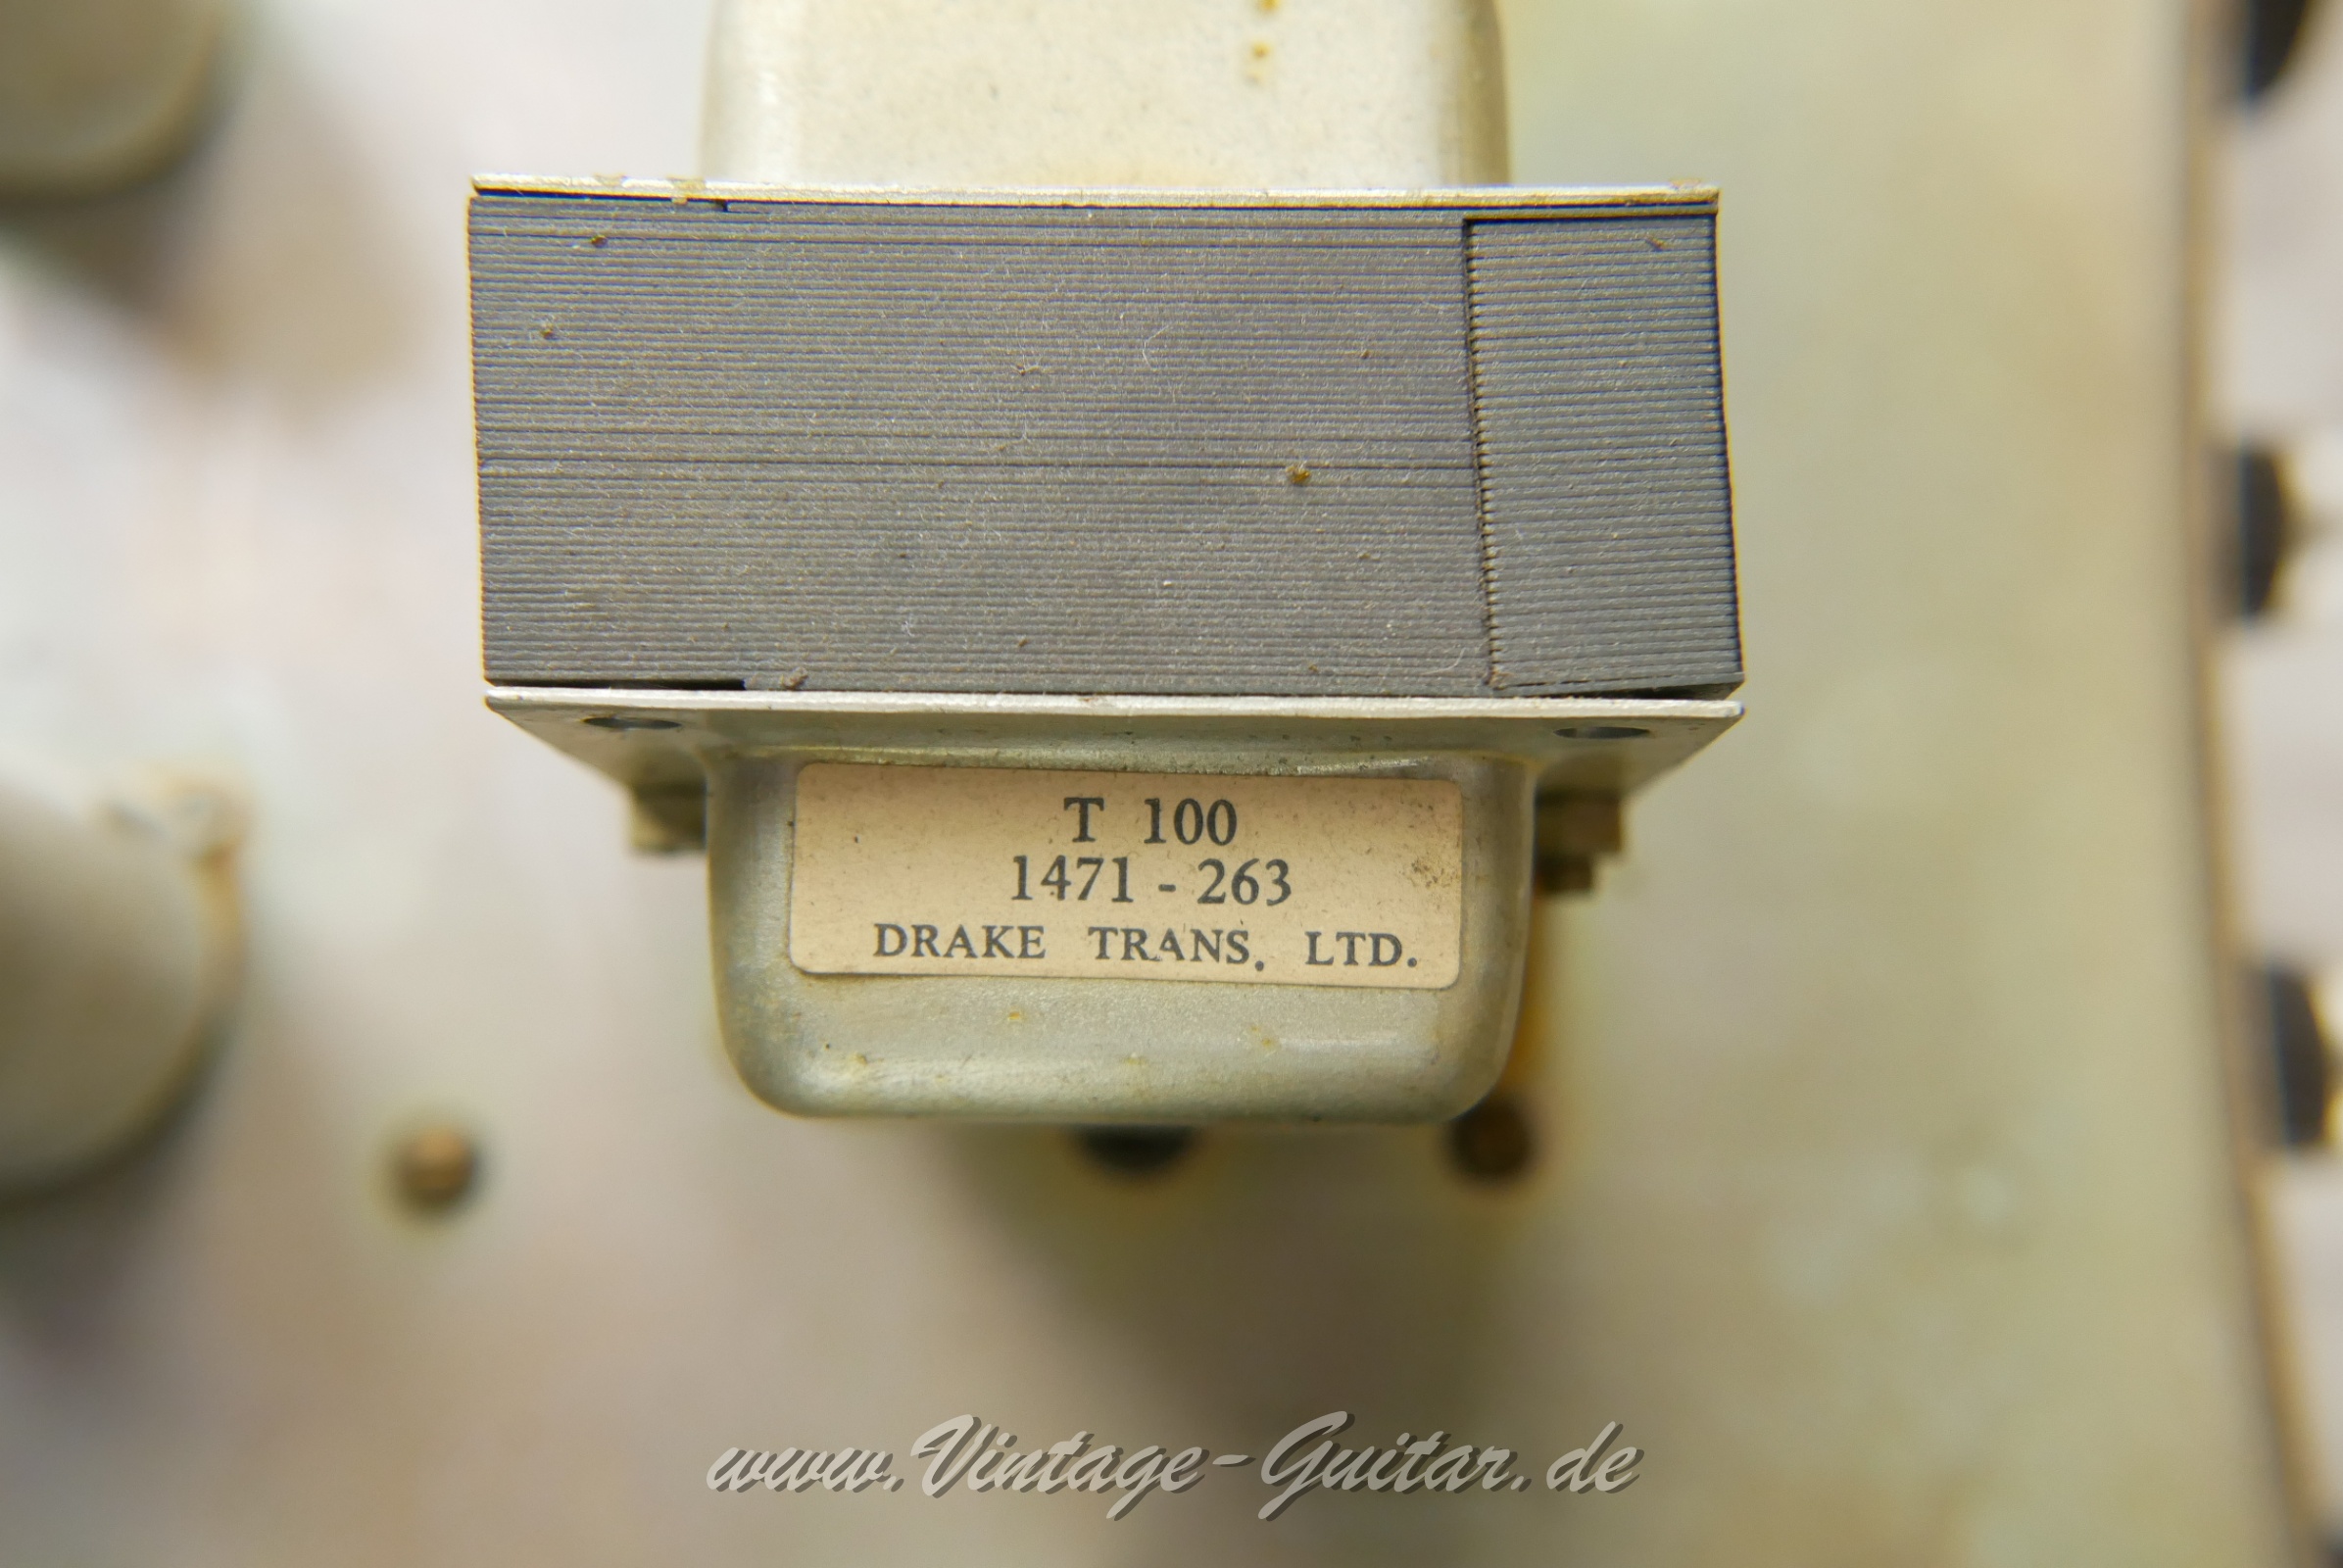 T 100
1471 - 263
DRAKE TRANS. LTD.
www.Vintage-Guitar.de